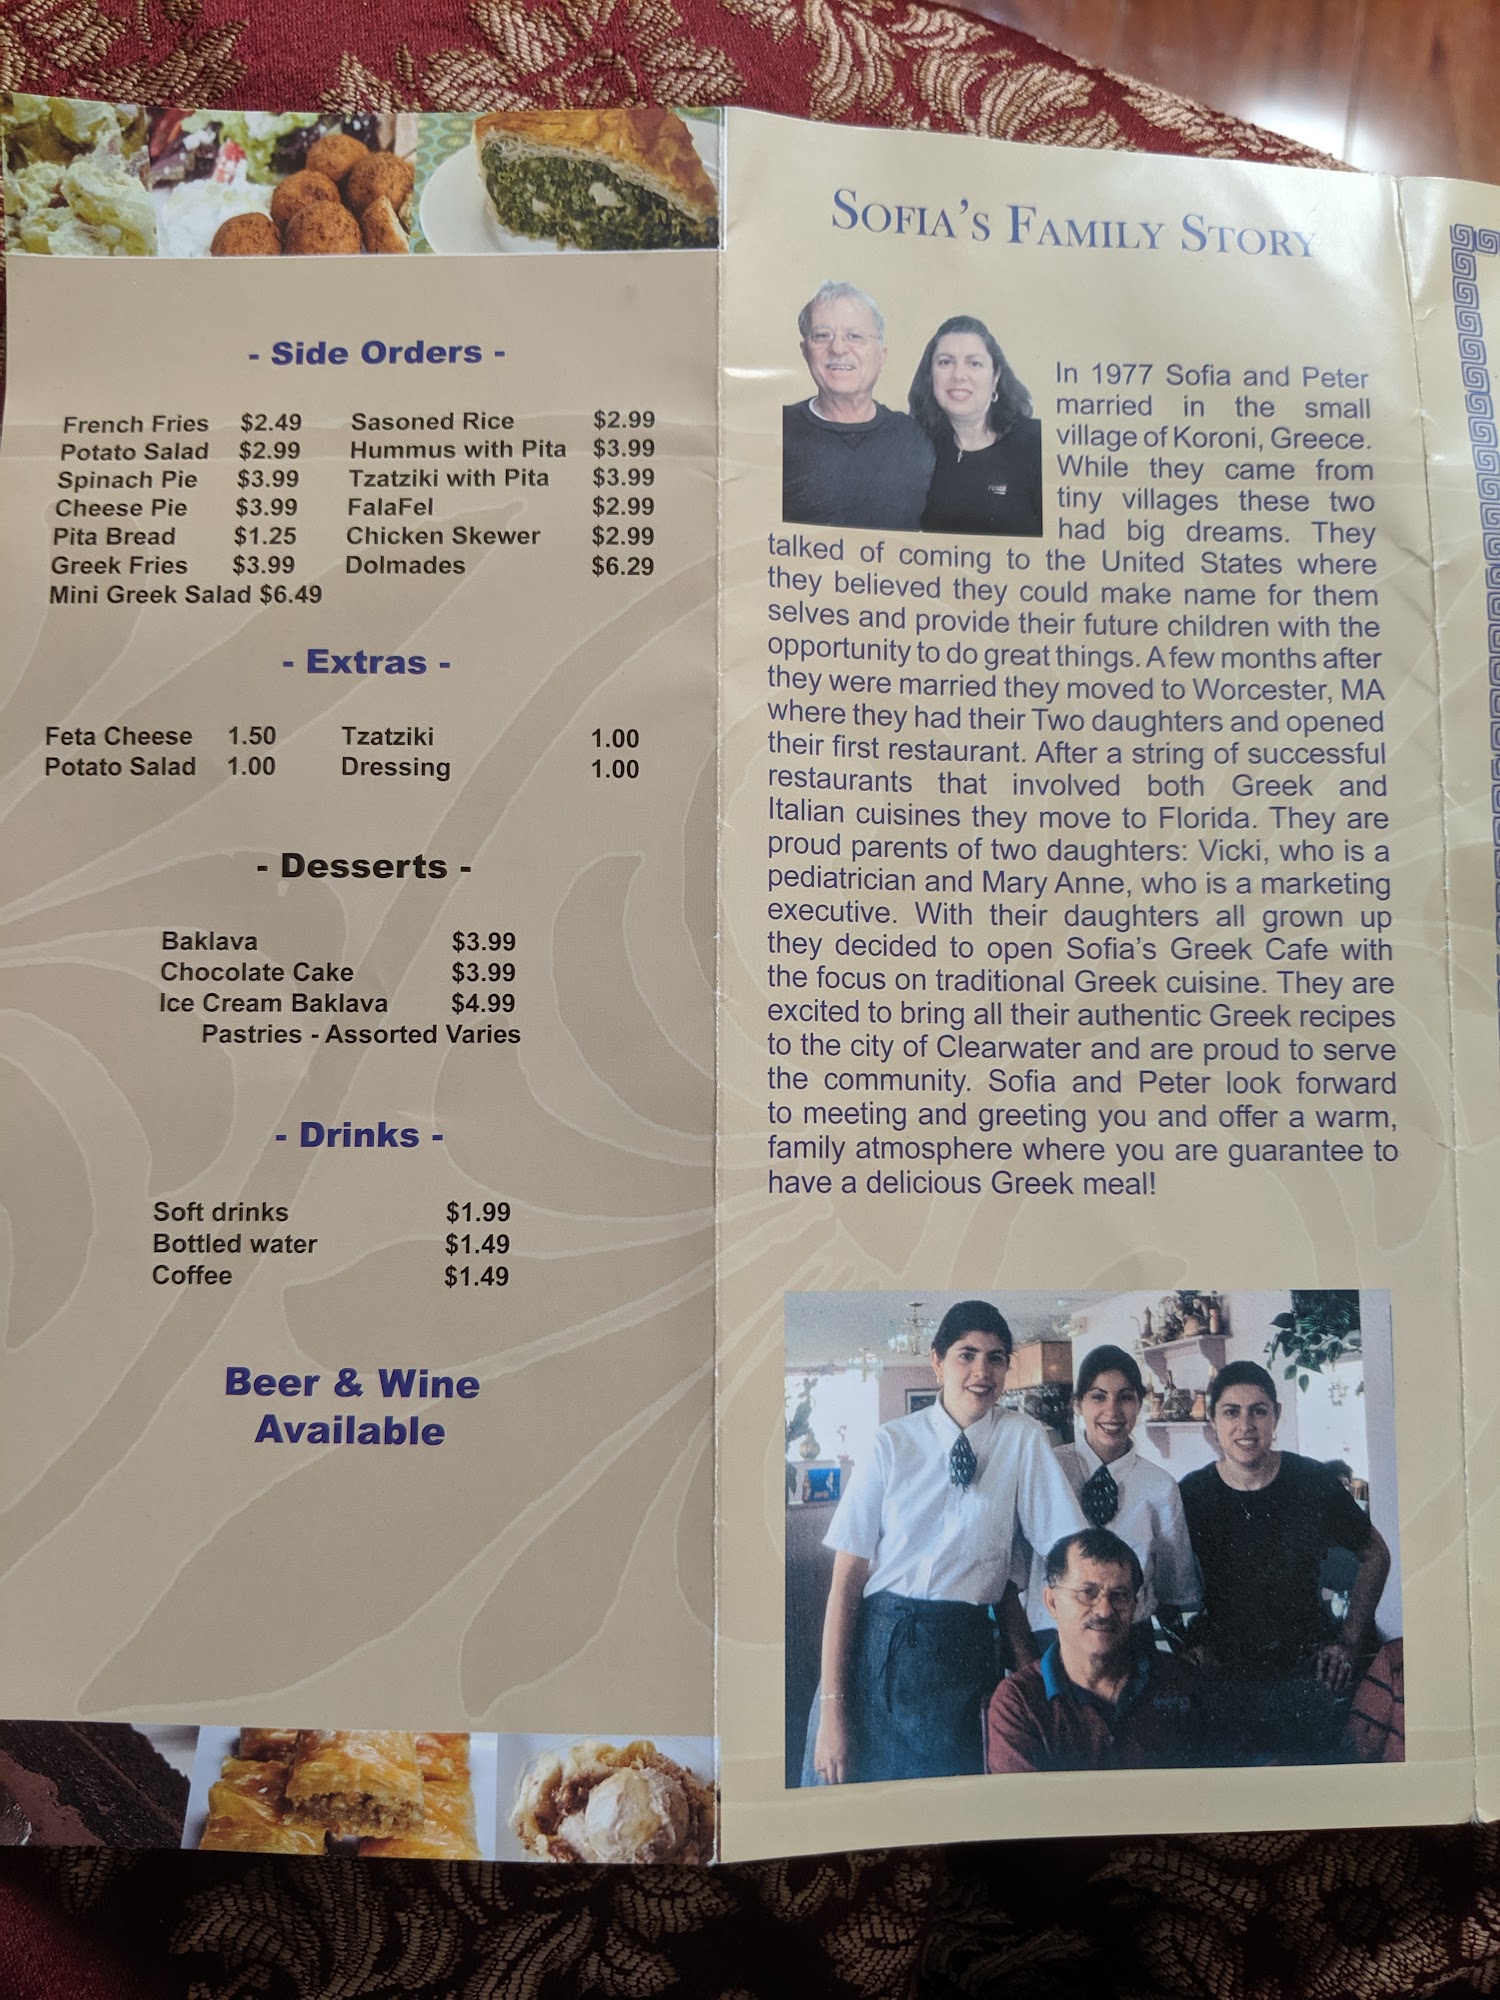 - Side Orders -
French Fries $2.49 Sasoned Rice $2.99
Potato Salad $2.99 Hummus with Pita $3.99
Spinach Pie $3.99 Tzatziki with Pita $3.99
Cheese Pie $3.99 FalaFel $2.99
Pita Bread $1.25 Chicken Skewer $2.99
Greek Fries $3.99 Dolmades $6.29
Mini Greek Salad $6.49
- Extras -
Feta Cheese 1.50 Tzatziki 1.00
Potato Salad 1.00 Dressing 1.00
- Desserts -
Baklava $3.99
Chocolate Cake $3.99
Ice Cream Baklava $4.99
Pastries - Assorted Varies
- Drinks -
Soft drinks $1.99
Bottled water $1.49
Coffee $1.49
Beer & Wine
Available
SOFIA'S FAMILY STORY
In 1977 Sofia and Peter
married in the small
village of Koroni, Greece.
While they came from
tiny villages these two
had big dreams. They
talked of coming to the United States where
they believed they could make name for them
selves and provide their future children with the
opportunity to do great things. A few months after
they were married they moved to Worcester, MA
where they had their Two daughters and opened
their first restaurant. After a string of successful
restaurants that involved both Greek and
Italian cuisines they move to Florida. They are
proud parents of two daughters: Vicki, who is a
pediatrician and Mary Anne, who is a marketing
executive. With their daughters all grown up
they decided to open Sofia's Greek Cafe with
the focus on traditional Greek cuisine. They are
excited to bring all their authentic Greek recipes
to the city of Clearwater and are proud to serve
the community. Sofia and Peter look forward
to meeting and greeting you and offer a warm,
family atmosphere where you are guarantee to
have a delicious Greek meal!